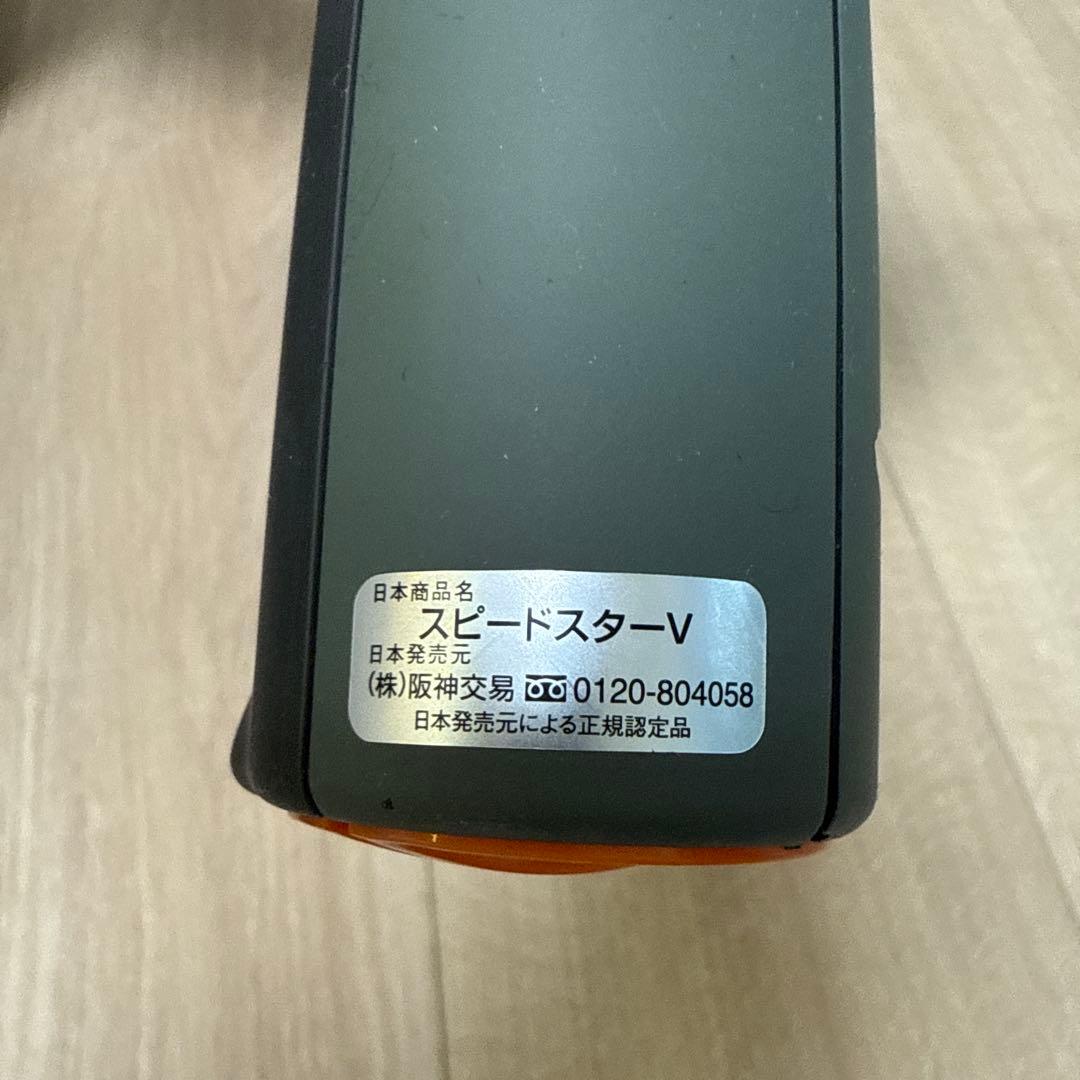 日本商品名
スピードスターV
日本発売元
(株)阪神交易 0120-804058
日本発売元による正規認定品